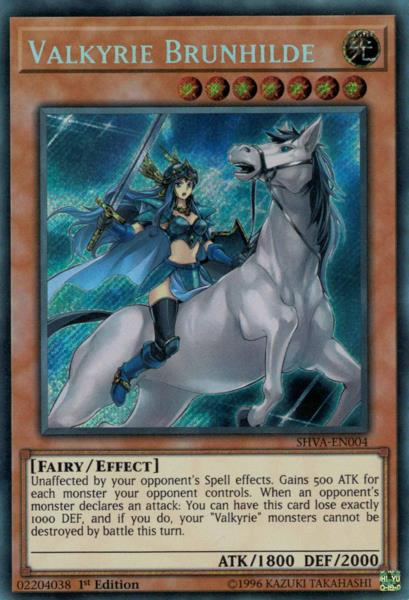 VALKYRIE BRUNHILDE
光
SHVA-EN004
[FAIRY/EFFECT]
Unaffected by your opponent's Spell effects. Gains 500 ATK for
each monster your opponent controls. When an opponent's
monster declares an attack: You can have this card lose exactly
1000 DEF, and if you do, your "Valkyrie" monsters cannot be
destroyed by battle this turn.
ATK/1800 DEF/2000
02204038 1st Edition ©1996 KAZUKI TAKAHASHI